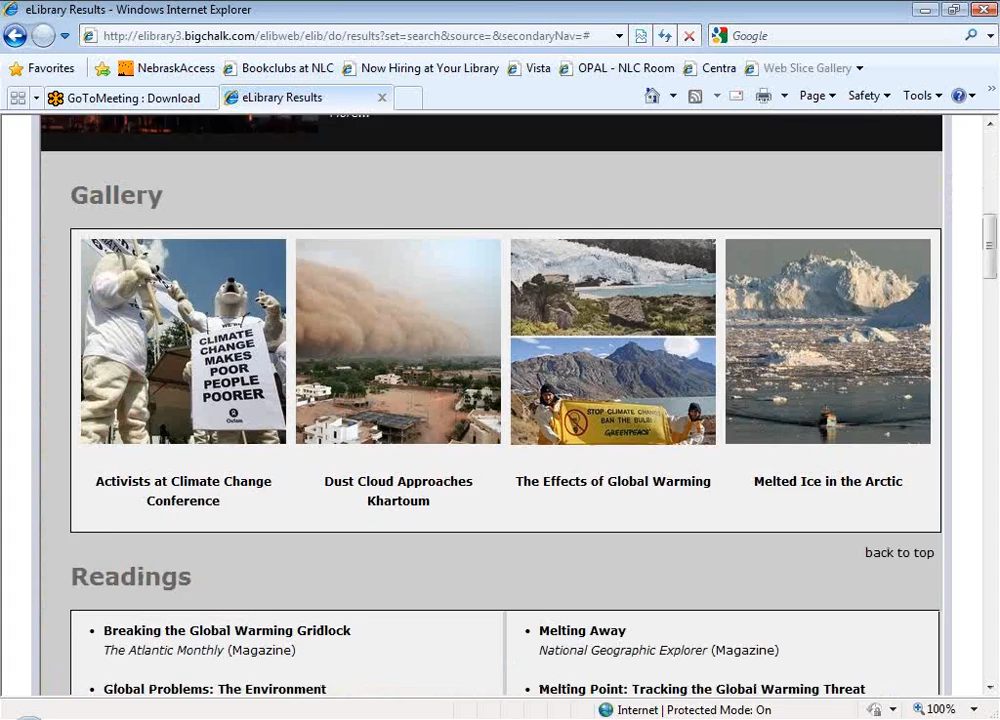 eLibrary Results - Windows Internet Explorer
http://elibrary3.bigchalk.com/elibweb/elib/do/results?set=search&source=&secondaryNav=#
Google
Favorites NebraskAccess Bookclubs at NLC Now Hiring at Your Library Vista OPAL - NLC Room Centra Web Slice Gallery
GoToMeeting : Download eLibrary Results Page Safety Tools
More...
Gallery
WE'RE
CLIMATE
CHANGE
MAKES
POOR
PEOPLE
POORER
Oxfam
STOP CLIMATE CHANGE
BAN THE BULB!
GREENPEACE
Activists at Climate Change
Conference
Dust Cloud Approaches
Khartoum
The Effects of Global Warming
Melted Ice in the Arctic
back to top
Readings
• Breaking the Global Warming Gridlock
The Atlantic Monthly (Magazine)
• Global Problems: The Environment
• Melting Away
National Geographic Explorer (Magazine)
• Melting Point: Tracking the Global Warming Threat
Internet | Protected Mode: On 100%